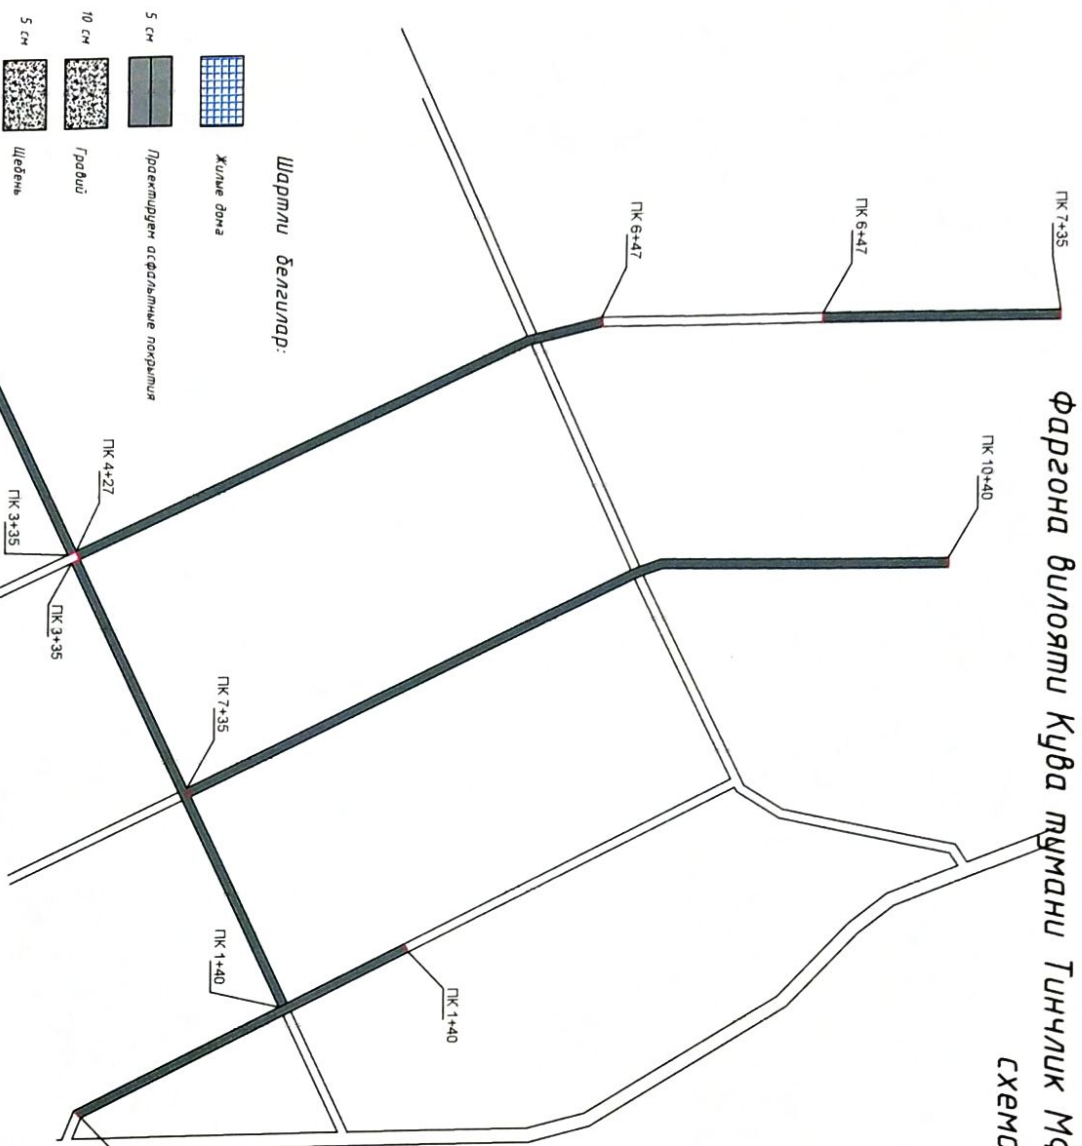 Фаргона вилояти Кува тумани Тинчлик
схема
ПК 7+35
ПК 10+40
ПК 6+47
ПК 6+47
ПК 1+40
ПК 7+35
ПК 1+40
ПК 4+27
ПК 3+35
ПК 3+35
Шартли белгилар:
Жилые дома
5 см Праектируем асфальтные покрытия
10 см Гравий
5 см Щебень